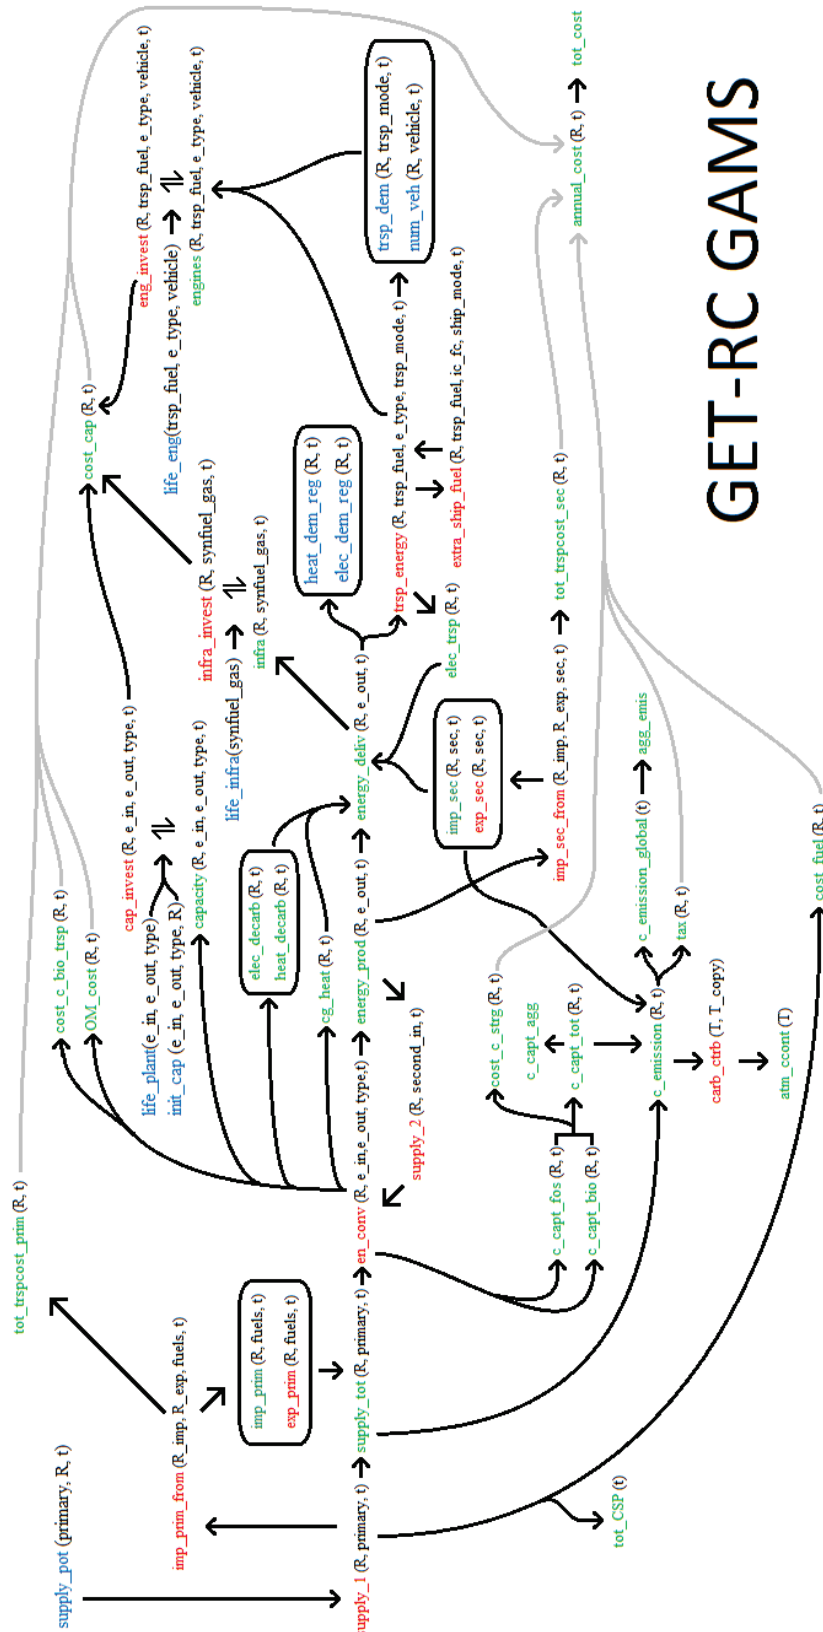 supply_pot (primary, R, t)
tot_trspcost_prim (R, t)
imp_prim_from (R_imp, R_exp, fuels, t)
imp_prim (R, fuels, t)
exp_prim (R, fuels, t)
supply_1 (R, primary, t)
supply_tot (R, primary, t)
en_conv (R, e_in,e_out, type,t)
energy_prod (R, e_out, t)
energy_deliv (R, e_out, t)
cost_c_bio_trsp (R, t)
OM_cost (R, t)
cap_invest (R, e_in, e_out, type, t)
life_plant(e_in, e_out, type)
init_cap (e_in, e_out, type, R)
capacity (R, e_in, e_out, type, t)
elec_decarb (R, t)
heat_decarb (R, t)
cg_heat (R, t)
supply_2 (R, second_in, t)
cost_cap (R, t)
infra_invest (R, synfuel_gas, t)
life_infra(synfuel_gas)
infra (R, synfuel_gas, t)
eng_invest (R, trsp_fuel, e_type, vehicle, t)
life_eng(trsp_fuel, e_type, vehicle)
engines (R, trsp_fuel, e_type, vehicle, t)
heat_dem_reg (R, t)
elec_dem_reg (R, t)
trsp_dem (R, trsp_mode, t)
num_veh (R, vehicle, t)
trsp_energy (R, trsp_fuel, e_type, trsp_mode, t)
extra_ship_fuel (R, trsp_fuel, ic_fc, ship_mode, t)
elec_trsp (R, t)
imp_sec (R, sec, t)
exp_sec (R, sec, t)
imp_sec_from (R_imp, R_exp, sec, t)
tot_trspcost_sec (R, t)
annual_cost (R, t)
tot_cost
cost_c_strg (R, t)
c_capt_agg
c_capt_tot (R, t)
c_capt_fos (R, t)
c_capt_bio (R, t)
c_emission (R, t)
c_emission_global (t)
agg_emis
tax (R, t)
carb_ctrb (T, T_copy)
atm_ccont (T)
cost_fuel (R, t)
tot_CSP (t)
GET-RC GAMS